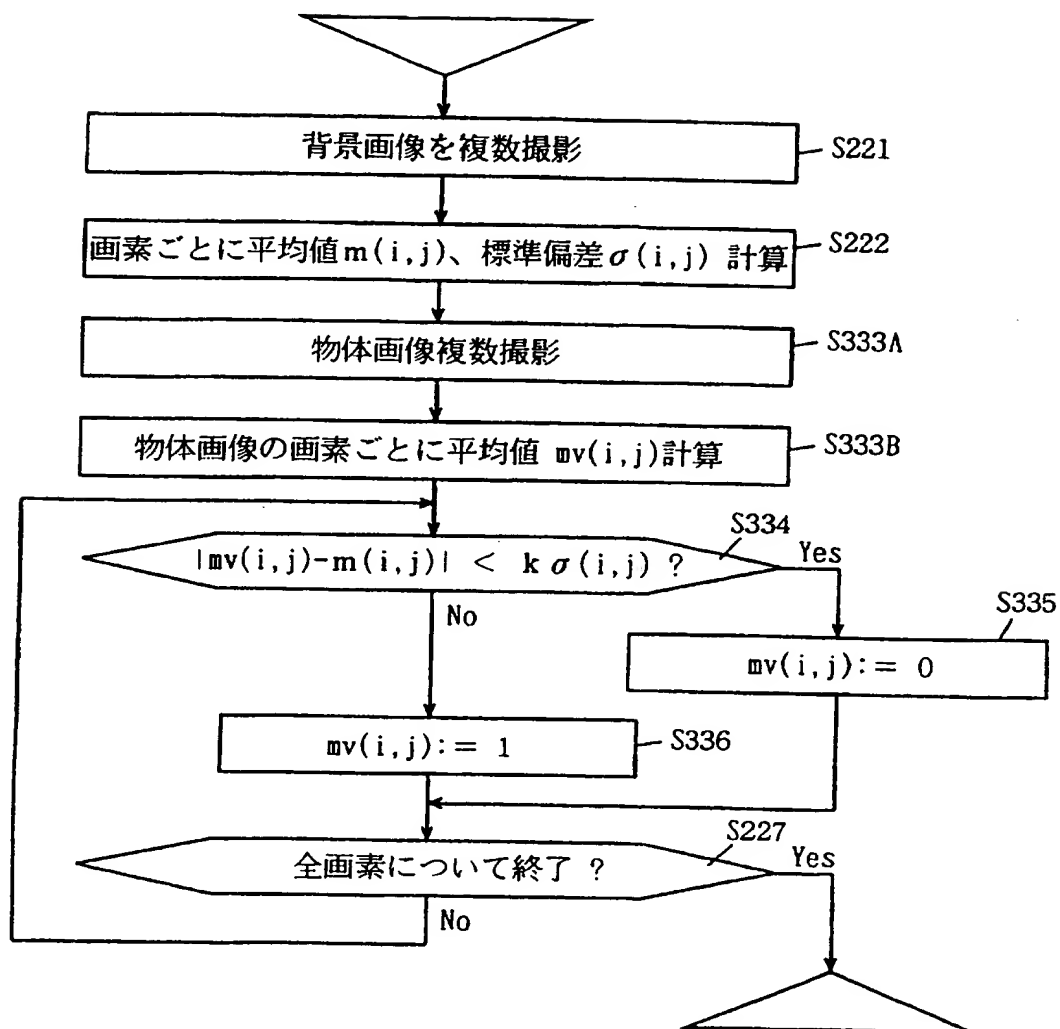 背景画像を複数撮影
S221
画素ごとに平均値m(i,j)、標準偏差σ(i,j) 計算
S222
物体画像複数撮影
S333A
物体画像の画素ごとに平均値 mv(i,j)計算
S333B
|mv(i,j)-m(i,j)| < kσ(i,j) ?
S334
Yes
No
S335
mv(i,j):= 0
mv(i,j):= 1
S336
S227
全画素について終了 ?
Yes
No